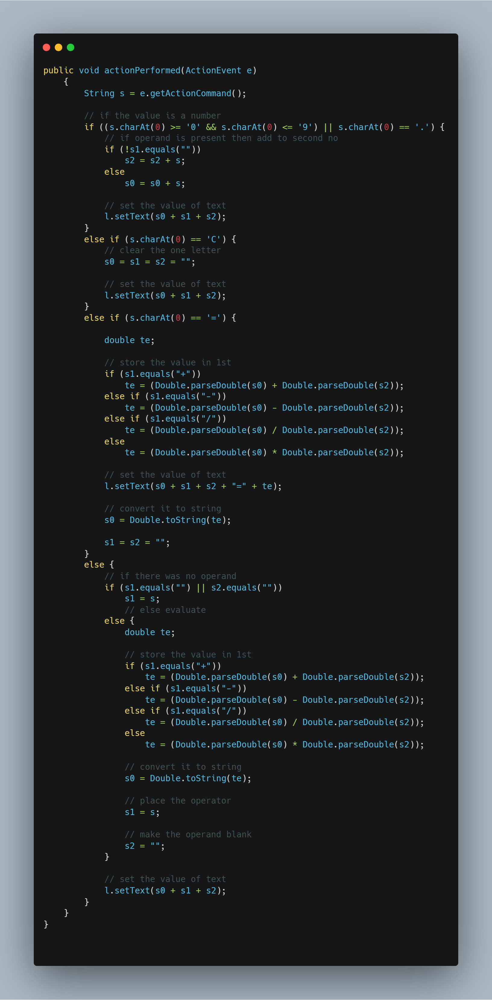 public void actionPerformed(ActionEvent e)
    {
        String s = e.getActionCommand();

        // if the value is a number
        if ((s.charAt(0) >= '0' && s.charAt(0) <= '9') || s.charAt(0) == '.') {
            // if operand is present then add to second no
            if (!s1.equals(""))
                s2 = s2 + s;
            else
                s0 = s0 + s;

            // set the value of text
            l.setText(s0 + s1 + s2);
        }
        else if (s.charAt(0) == 'C') {
            // clear the one letter
            s0 = s1 = s2 = "";

            // set the value of text
            l.setText(s0 + s1 + s2);
        }
        else if (s.charAt(0) == '=') {

            double te;

            // store the value in 1st
            if (s1.equals("+"))
                te = (Double.parseDouble(s0) + Double.parseDouble(s2));
            else if (s1.equals("-"))
                te = (Double.parseDouble(s0) - Double.parseDouble(s2));
            else if (s1.equals("/"))
                te = (Double.parseDouble(s0) / Double.parseDouble(s2));
            else
                te = (Double.parseDouble(s0) * Double.parseDouble(s2));

            // set the value of text
            l.setText(s0 + s1 + s2 + "=" + te);

            // convert it to string
            s0 = Double.toString(te);

            s1 = s2 = "";
        }
        else {
            // if there was no operand
            if (s1.equals("") || s2.equals(""))
                s1 = s;
                // else evaluate
            else {
                double te;

                // store the value in 1st
                if (s1.equals("+"))
                    te = (Double.parseDouble(s0) + Double.parseDouble(s2));
                else if (s1.equals("-"))
                    te = (Double.parseDouble(s0) - Double.parseDouble(s2));
                else if (s1.equals("/"))
                    te = (Double.parseDouble(s0) / Double.parseDouble(s2));
                else
                    te = (Double.parseDouble(s0) * Double.parseDouble(s2));

                // convert it to string
                s0 = Double.toString(te);

                // place the operator
                s1 = s;

                // make the operand blank
                s2 = "";
            }

            // set the value of text
            l.setText(s0 + s1 + s2);
        }
    }
}